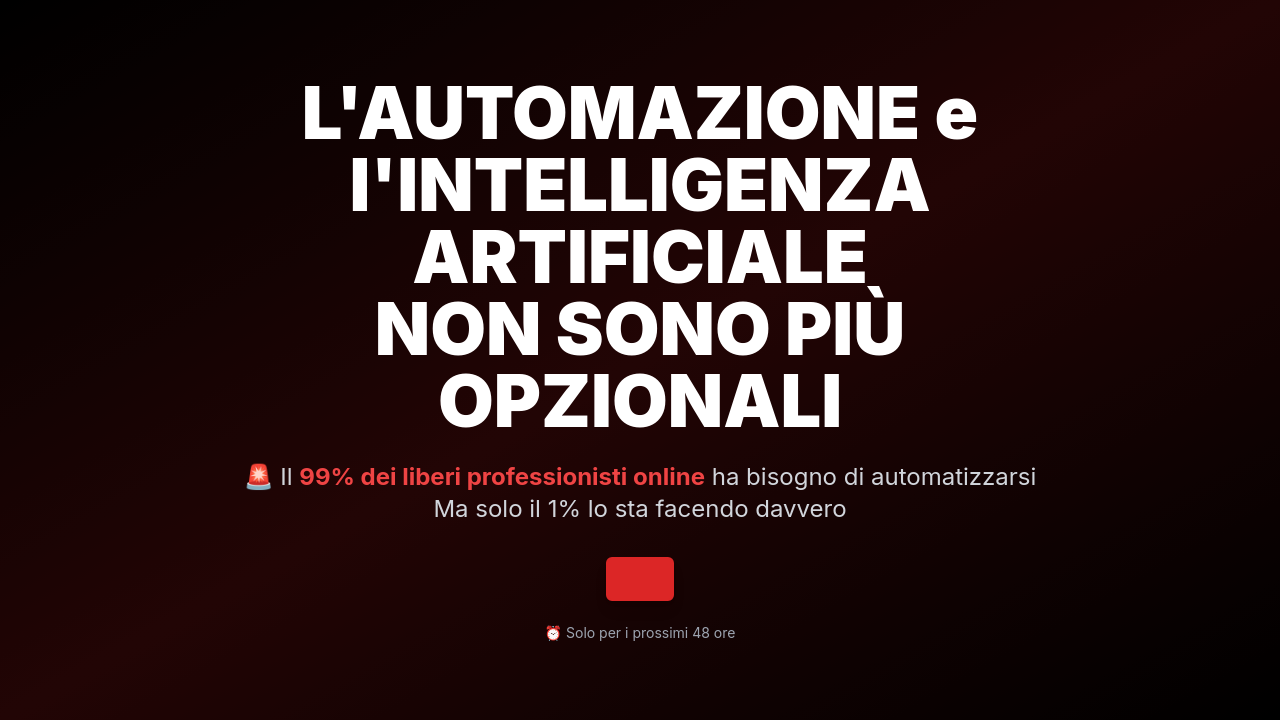 L'AUTOMAZIONE e
l'INTELLIGENZA
ARTIFICIALE
NON SONO PIÙ
OPZIONALI
🚨 Il 99% dei liberi professionisti online ha bisogno di automatizzarsi
Ma solo il 1% lo sta facendo davvero
⏰ Solo per i prossimi 48 ore